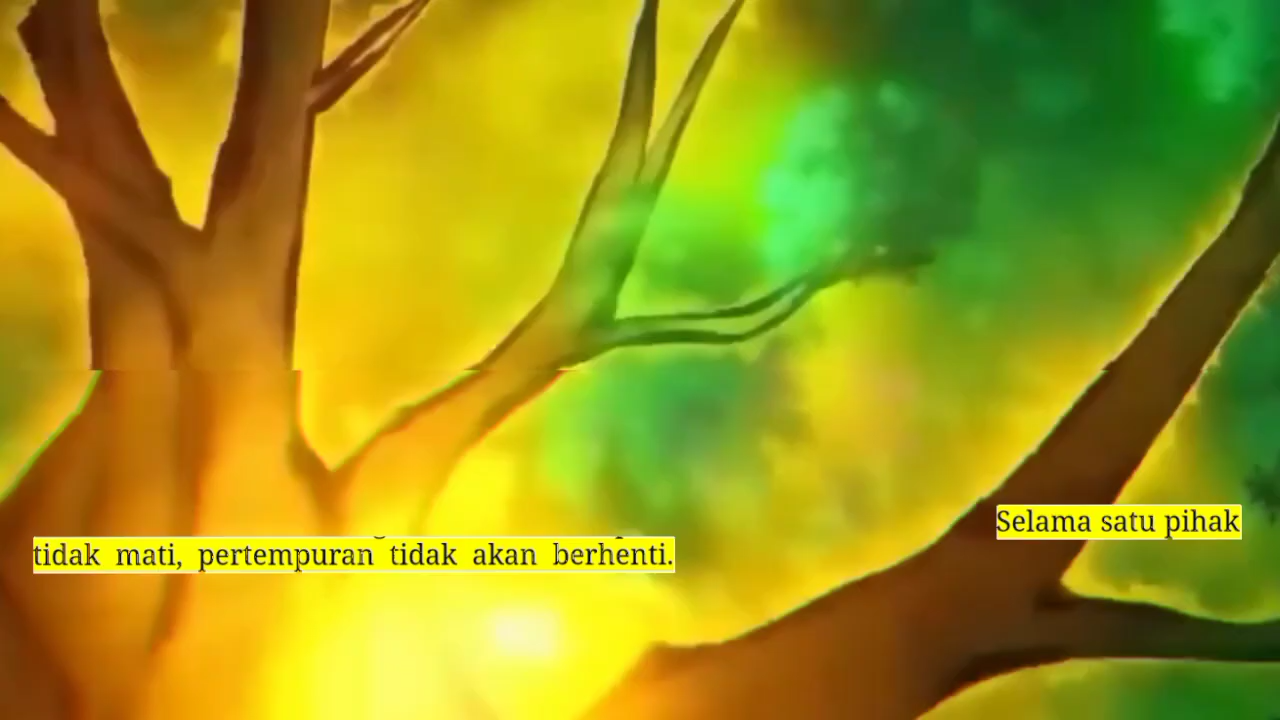 Selama satu pihak
tidak mati, pertempuran tidak akan berhenti.